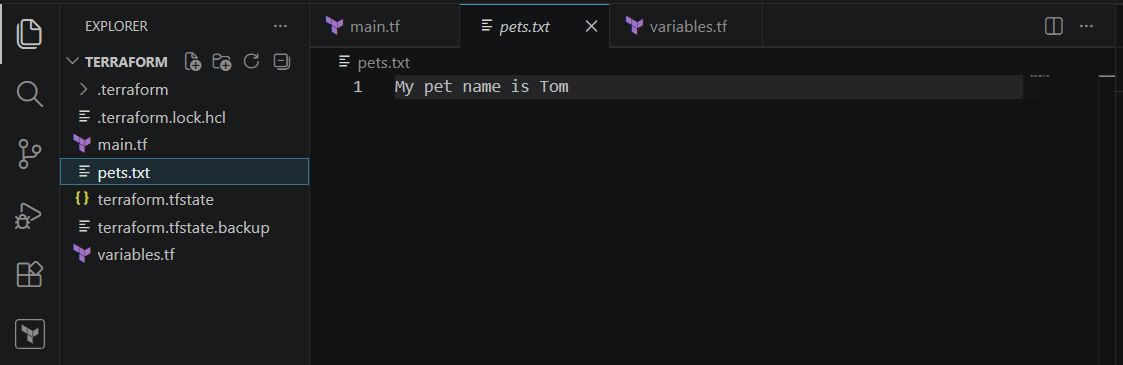 EXPLORER ···
TERRAFORM
.terraform
.terraform.lock.hcl
main.tf
pets.txt
terraform.tfstate
terraform.tfstate.backup
variables.tf
main.tf pets.txt variables.tf ···
pets.txt
1 My pet name is Tom